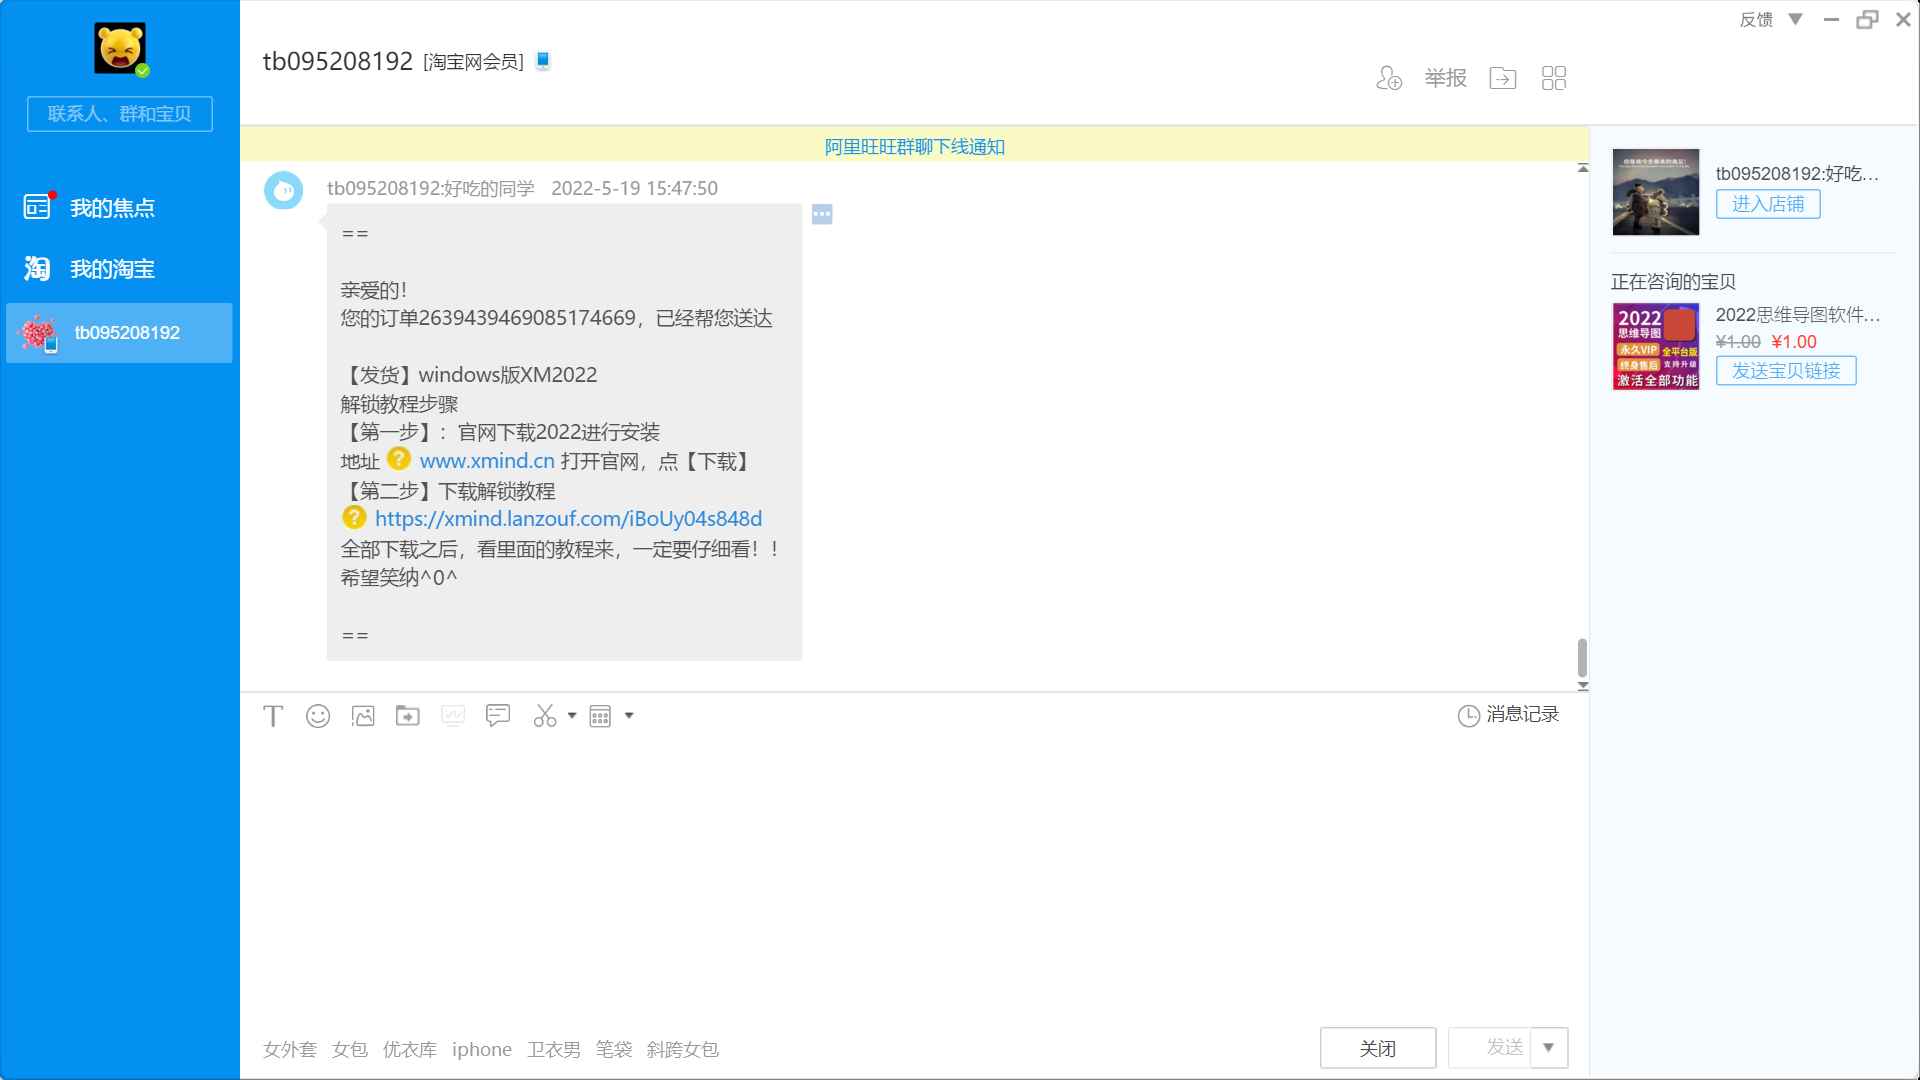 反馈
tb095208192 [淘宝网会员]
联系人、群和宝贝
举报
阿里旺旺群聊下线通知
我的焦点
我的淘宝
tb095208192
tb095208192:好吃的同学 2022-5-19 15:47:50
==
亲爱的!
您的订单2639439469085174669，已经帮您送达
【发货】windows版XM2022
解锁教程步骤
【第一步】：官网下载2022进行安装
地址 www.xmind.cn 打开官网，点【下载】
【第二步】下载解锁教程
https://xmind.lanzouf.com/iBoUy04s848d
全部下载之后，看里面的教程来，一定要仔细看！！
希望笑纳^0^
==
tb095208192:好吃...
进入店铺
正在咨询的宝贝
2022
思维导图
永久VIP 全平台版
终身售后 支持升级
激活全部功能
2022思维导图软件...
¥1.00 ¥1.00
发送宝贝链接
消息记录
女外套 女包 优衣库 iphone 卫衣男 笔袋 斜跨女包
关闭
发送